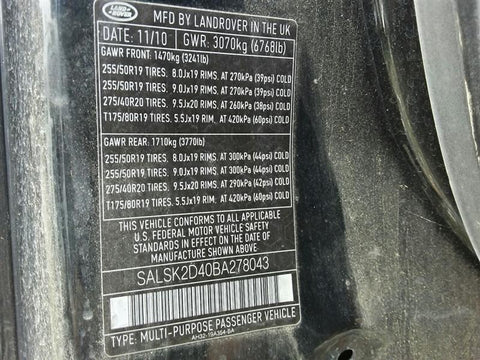 LAND-
ROVER
MFD BY LANDROVER IN THE UK
DATE: 11/10 GWR: 3070kg (6768lb)
GAWR FRONT: 1470kg (3241lb)
255/50R19 TIRES. 8.0Jx19 RIMS. AT 270kPA (39psi) COLD
255/50R19 TIRES. 9.0Jx19 RIMS. AT 270kPA (39psi) COLD
275/40R20 TIRES. 9.5Jx20 RIMS. AT 260kPA (38psi) COLD
T175/80R19 TIRES. 5.5Jx19 RIM. AT 420kPA (60psi) COLD
GAWR REAR: 1710kg (3770lb)
255/50R19 TIRES. 8.0Jx19 RIMS. AT 300kPA (44psi) COLD
255/50R19 TIRES. 9.0Jx19 RIMS. AT 300kPA (44psi) COLD
275/40R20 TIRES. 9.5Jx20 RIMS. AT 290kPA (42psi) COLD
T175/80R19 TIRES. 5.5Jx19 RIM. AT 420kPA (60psi) COLD
THIS VEHICLE CONFORMS TO ALL APPLICABLE
U.S. FEDERAL MOTOR VEHICLE
SAFETY STANDARDS IN EFFECT ON THE DATE
OF MANUFACTURE SHOWN ABOVE.
SALSK2D40BA278043
TYPE: MULTI-PURPOSE PASSENGER VEHICLE